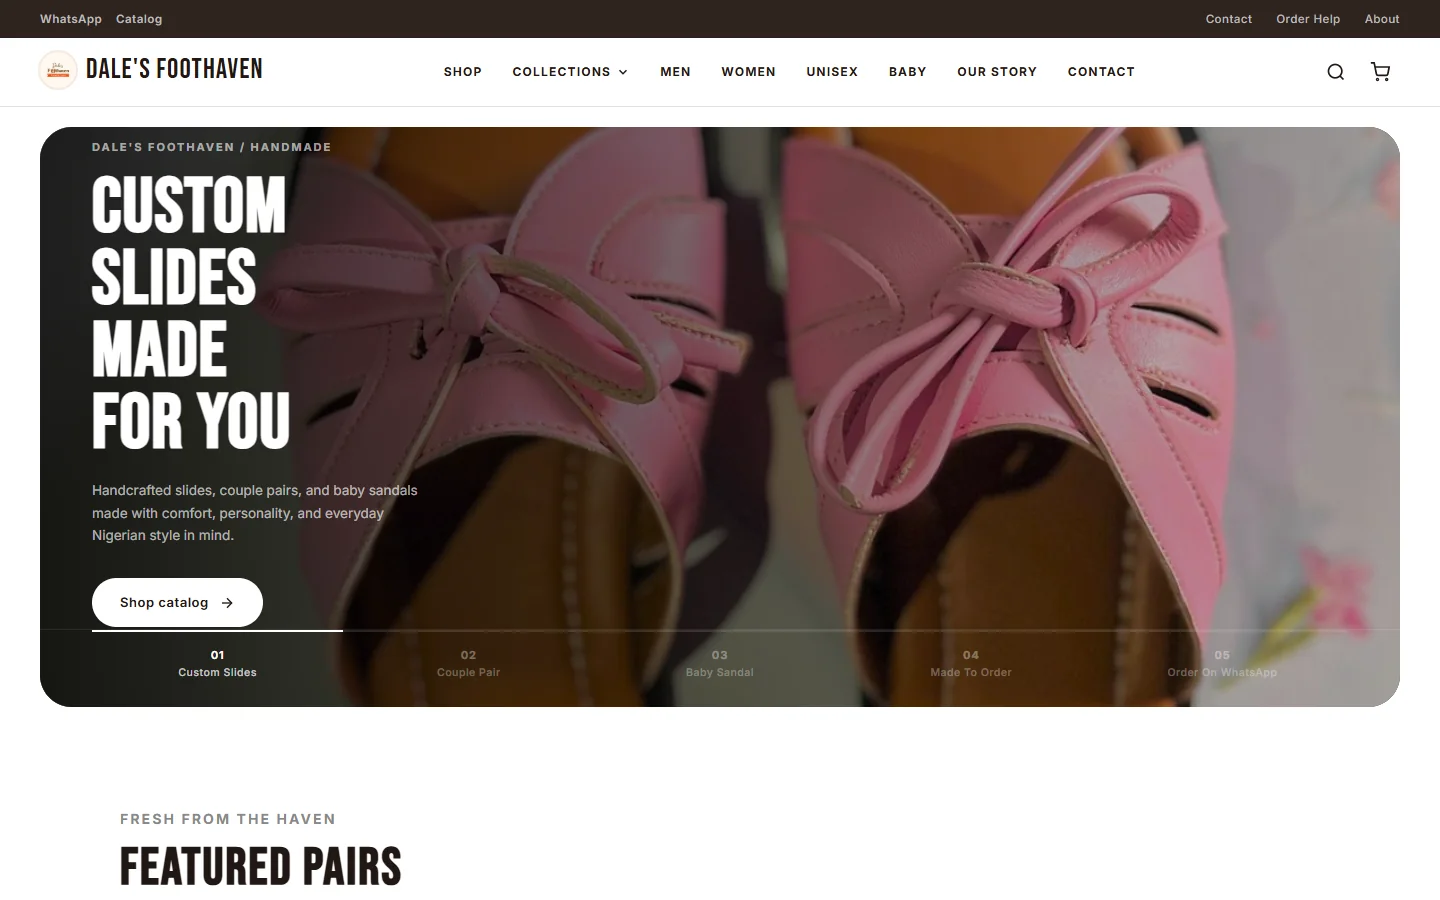 WhatsApp Catalog Contact Order Help About
DALE'S FOOTHAVEN SHOP COLLECTIONS MEN WOMEN UNISEX BABY OUR STORY CONTACT
DALE'S FOOTHAVEN / HANDMADE
CUSTOM
SLIDES
MADE
FOR YOU
Handcrafted slides, couple pairs, and baby sandals
made with comfort, personality, and everyday
Nigerian style in mind.
Shop catalog
01 02 03 04 05
Custom Slides Couple Pair Baby Sandal Made To Order Order On WhatsApp
FRESH FROM THE HAVEN
FEATURED PAIRS